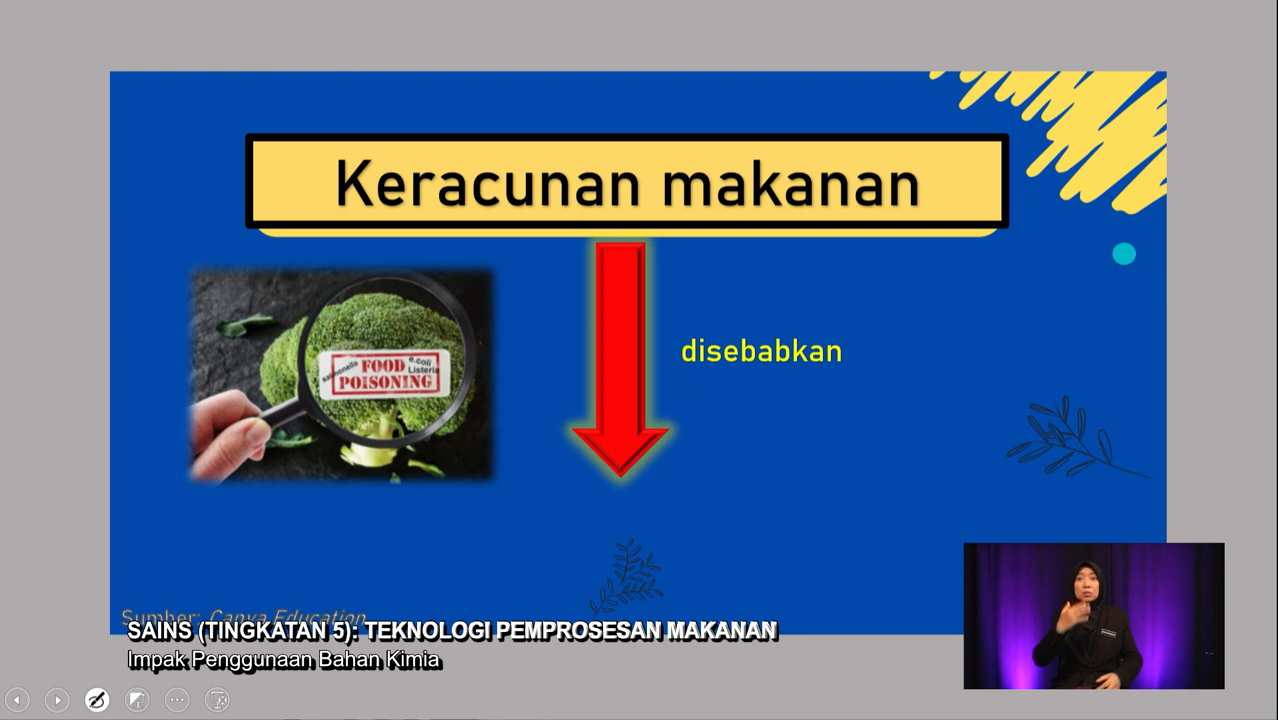 Keracunan makanan
disebabkan
salmonella
FOOD
POISONING
e.coli
Listeria
Sumber: Canva Education
SAINS (TINGKATAN 5): TEKNOLOGI PEMPROSESAN MAKANAN
Impak Penggunaan Bahan Kimia